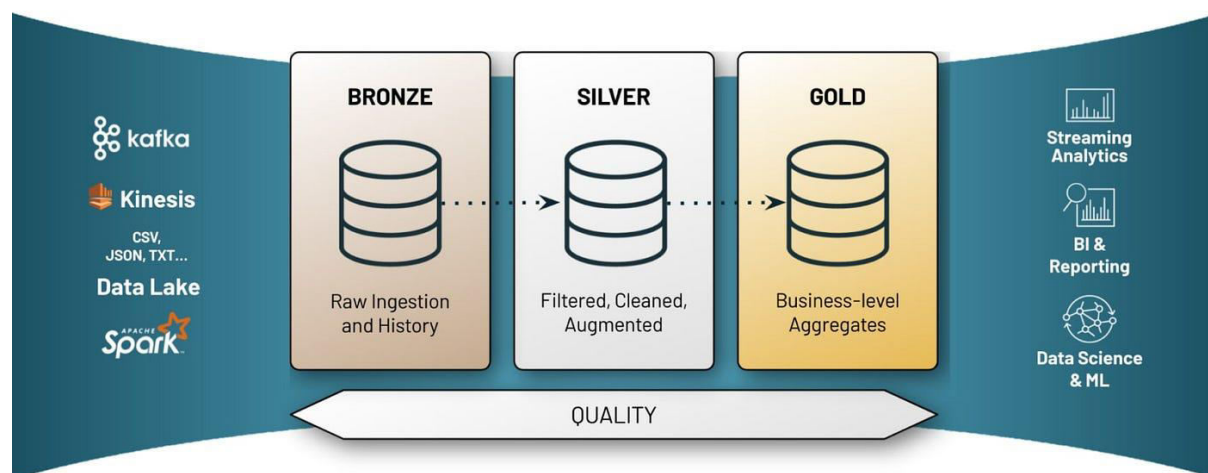 kafka
Kinesis
CSV,
JSON, TXT...
Data Lake
APACHE
Spark
BRONZE
Raw Ingestion
and History
SILVER
Filtered, Cleaned,
Augmented
GOLD
Business-level
Aggregates
QUALITY
Streaming
Analytics
BI &
Reporting
Data Science
& ML